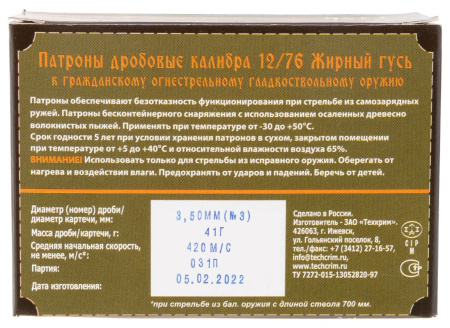 Патроны дробовые калибра 12/76 Жирный гусь
к гражданскому огнестрельному гладкоствольному оружию
Патроны обеспечивают безотказность функционирования при стрельбе из самозарядных
ружей. Патроны бесконтейнерного снаряжения с использованием осаленных древесно
волокнистых пыжей. Применять при температуре от -30 до +50°С.
Срок годности 5 лет при условии хранения патронов в сухом, закрытом помещении
при температуре от +5 до +40°С и относительной влажности воздуха 65%.
ВНИМАНИЕ! Использовать только для стрельбы из исправного оружия. Оберегать от
нагрева и воздействия влаги. Предохранять от ударов и падений. Беречь от детей.
Диаметр (номер) дроби/
диаметр картечи, мм:
Масса дроби/картечи, г:
Средняя начальная скорость,
не менее, м/с*:
Партия:
Дата изготовления:
3,50ММ(№3)
41Г
420 М/С
031П
05.02.2022
Сделано в России.
Изготовитель - ЗАО «Техкрим».
426063, г. Ижевск,
ул. Гольянский поселок, 8,
тел./факс: +7 (3412) 27-16-57,
info@techcrim.ru
www.techcrim.ru
ТУ 7272-015-13052820-97
C I P
М
*при стрельбе из бал. оружия с длиной ствола 700 мм.